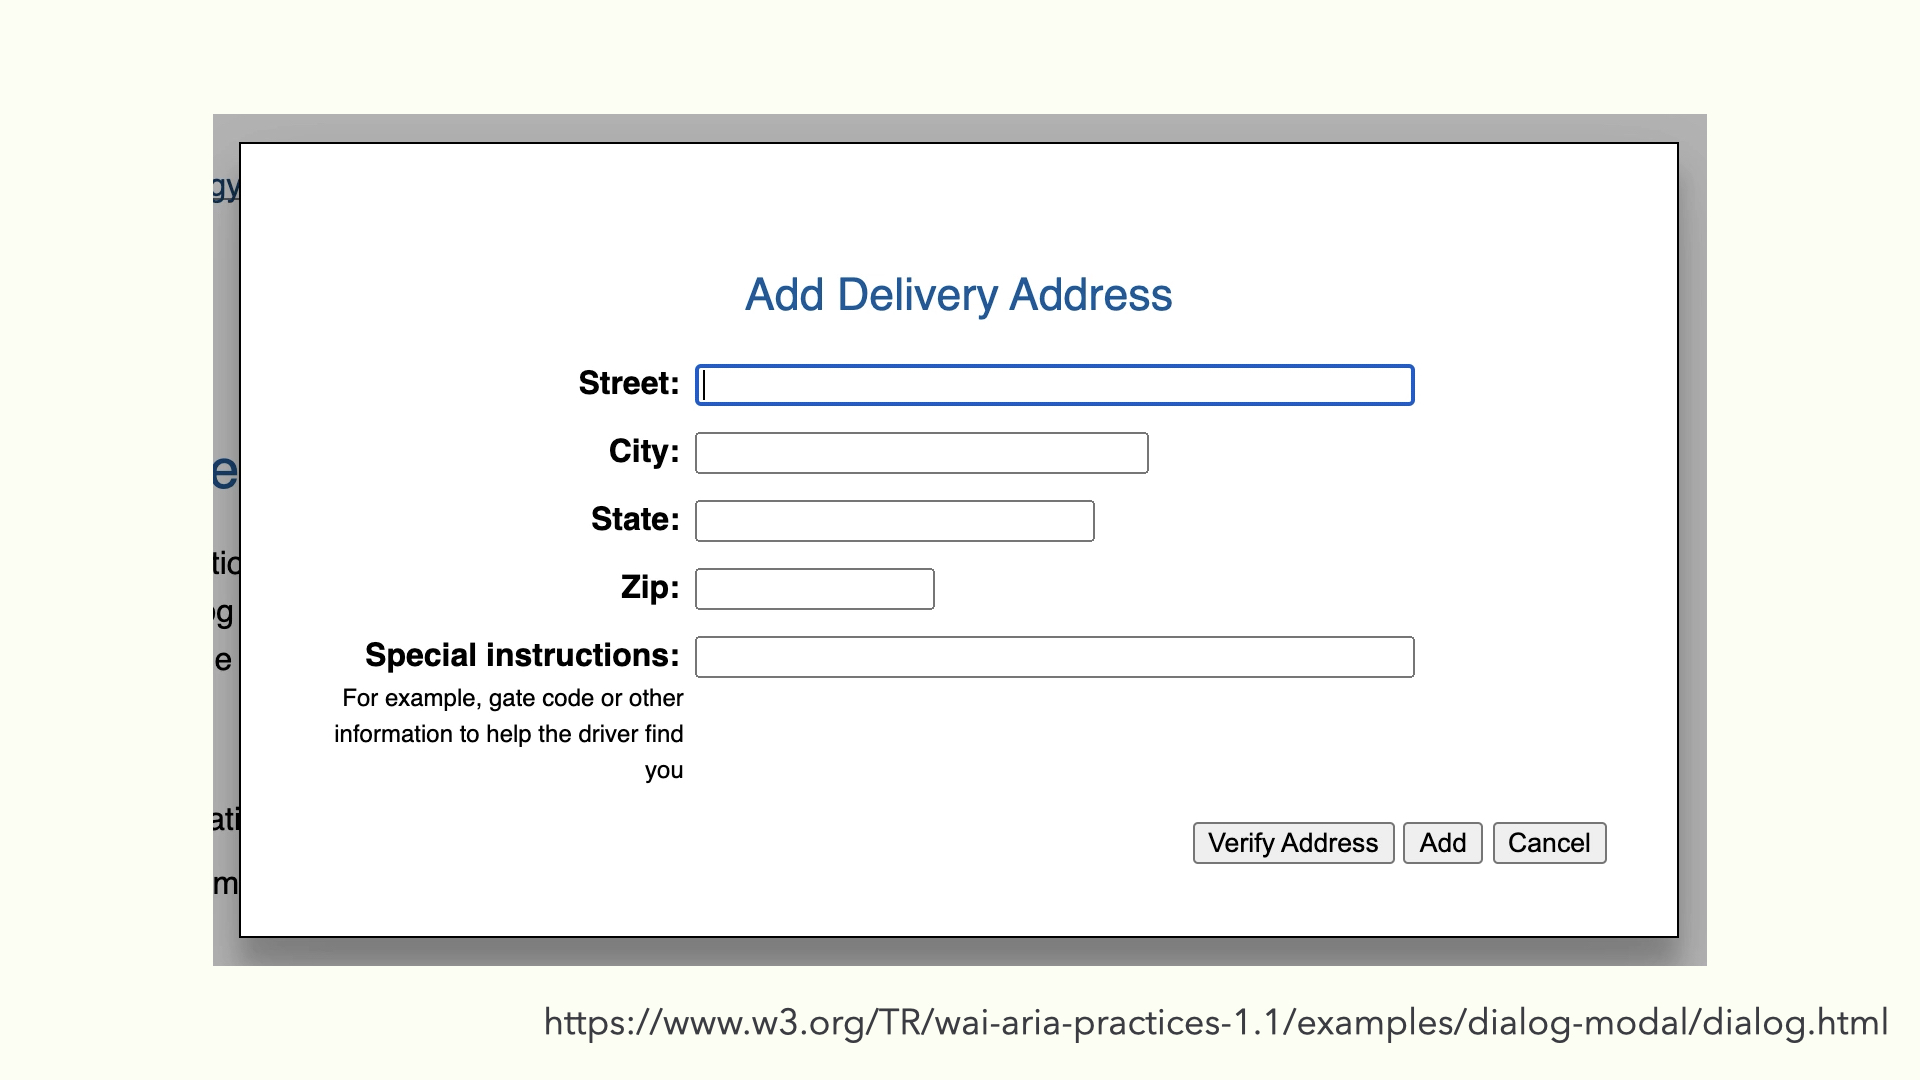 gy
Add Delivery Address
Street:
City:
e
State:
tio
Zip:
og
Special instructions:
e
For example, gate code or other
information to help the driver find
you
ati
Verify Address Add Cancel
m
https://www.w3.org/TR/wai-aria-practices-1.1/examples/dialog-modal/dialog.html